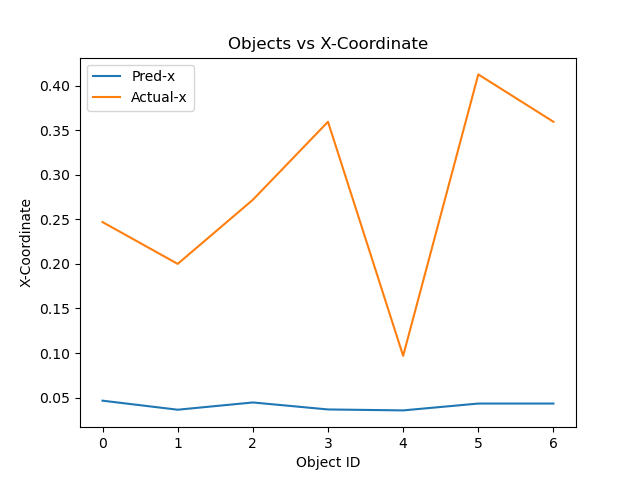 Objects vs X-Coordinate
Pred-x
Actual-x
0.40
0.35
0.30
0.25
0.20
0.15
0.10
0.05
X-Coordinate
0 1 2 3 4 5 6
Object ID